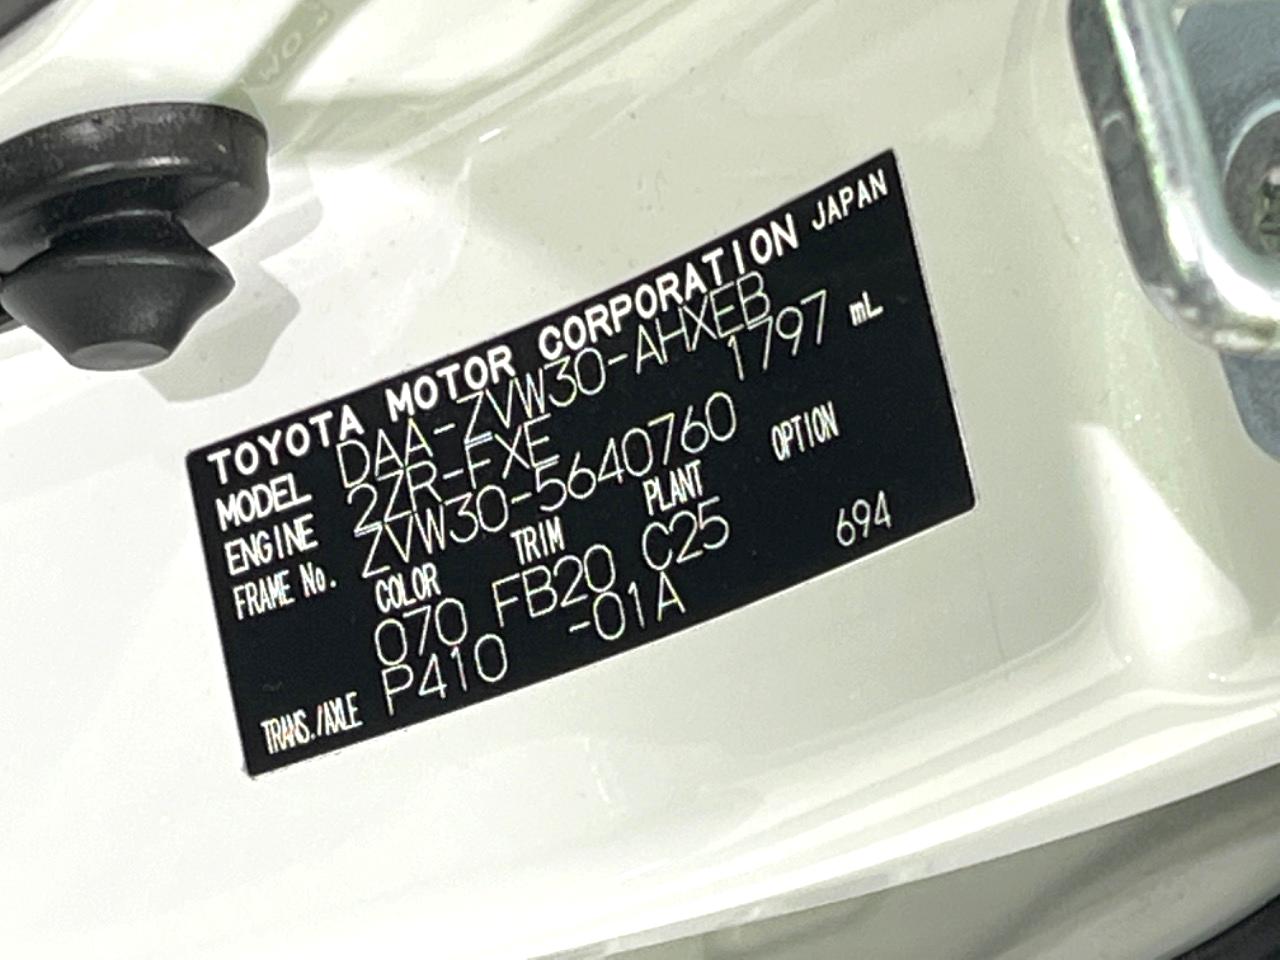 TOYOTA MOTOR CORPORATION JAPAN
MODEL DAA-ZVW30-AHXEB
ENGINE 2ZR-FXE 1797 mL
FRAME No. ZVW30-5640760
COLOR TRIM PLANT OPTION
070 FB20 C25 694
TRANS./AXLE P410 -01A